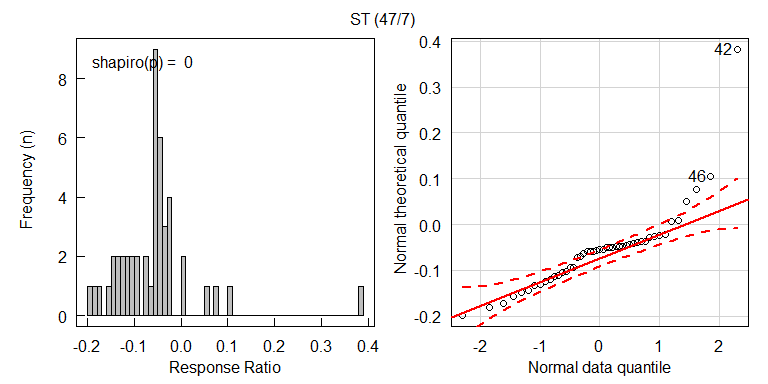 ST (47/7)
shapiro(p) = 0
Frequency (n)
8
6
4
2
0
-0.2 -0.1 0.0 0.1 0.2 0.3 0.4
Response Ratio
Normal theoretical quantile
0.4
0.3
0.2
0.1
0.0
-0.1
-0.2
42
46
-2 -1 0 1 2
Normal data quantile